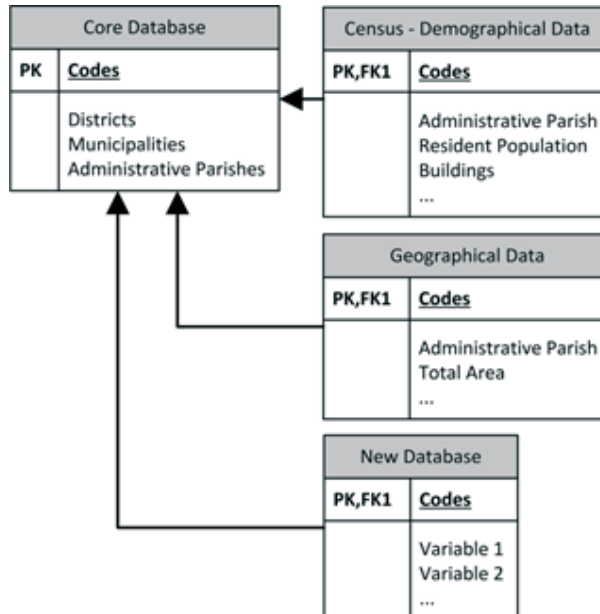 Core Database
PK Codes
Districts
Municipalities
Administrative Parishes
Census - Demographical Data
PK,FK1 Codes
Administrative Parish
Resident Population
Buildings
...
Geographical Data
PK,FK1 Codes
Administrative Parish
Total Area
...
New Database
PK,FK1 Codes
Variable 1
Variable 2
...